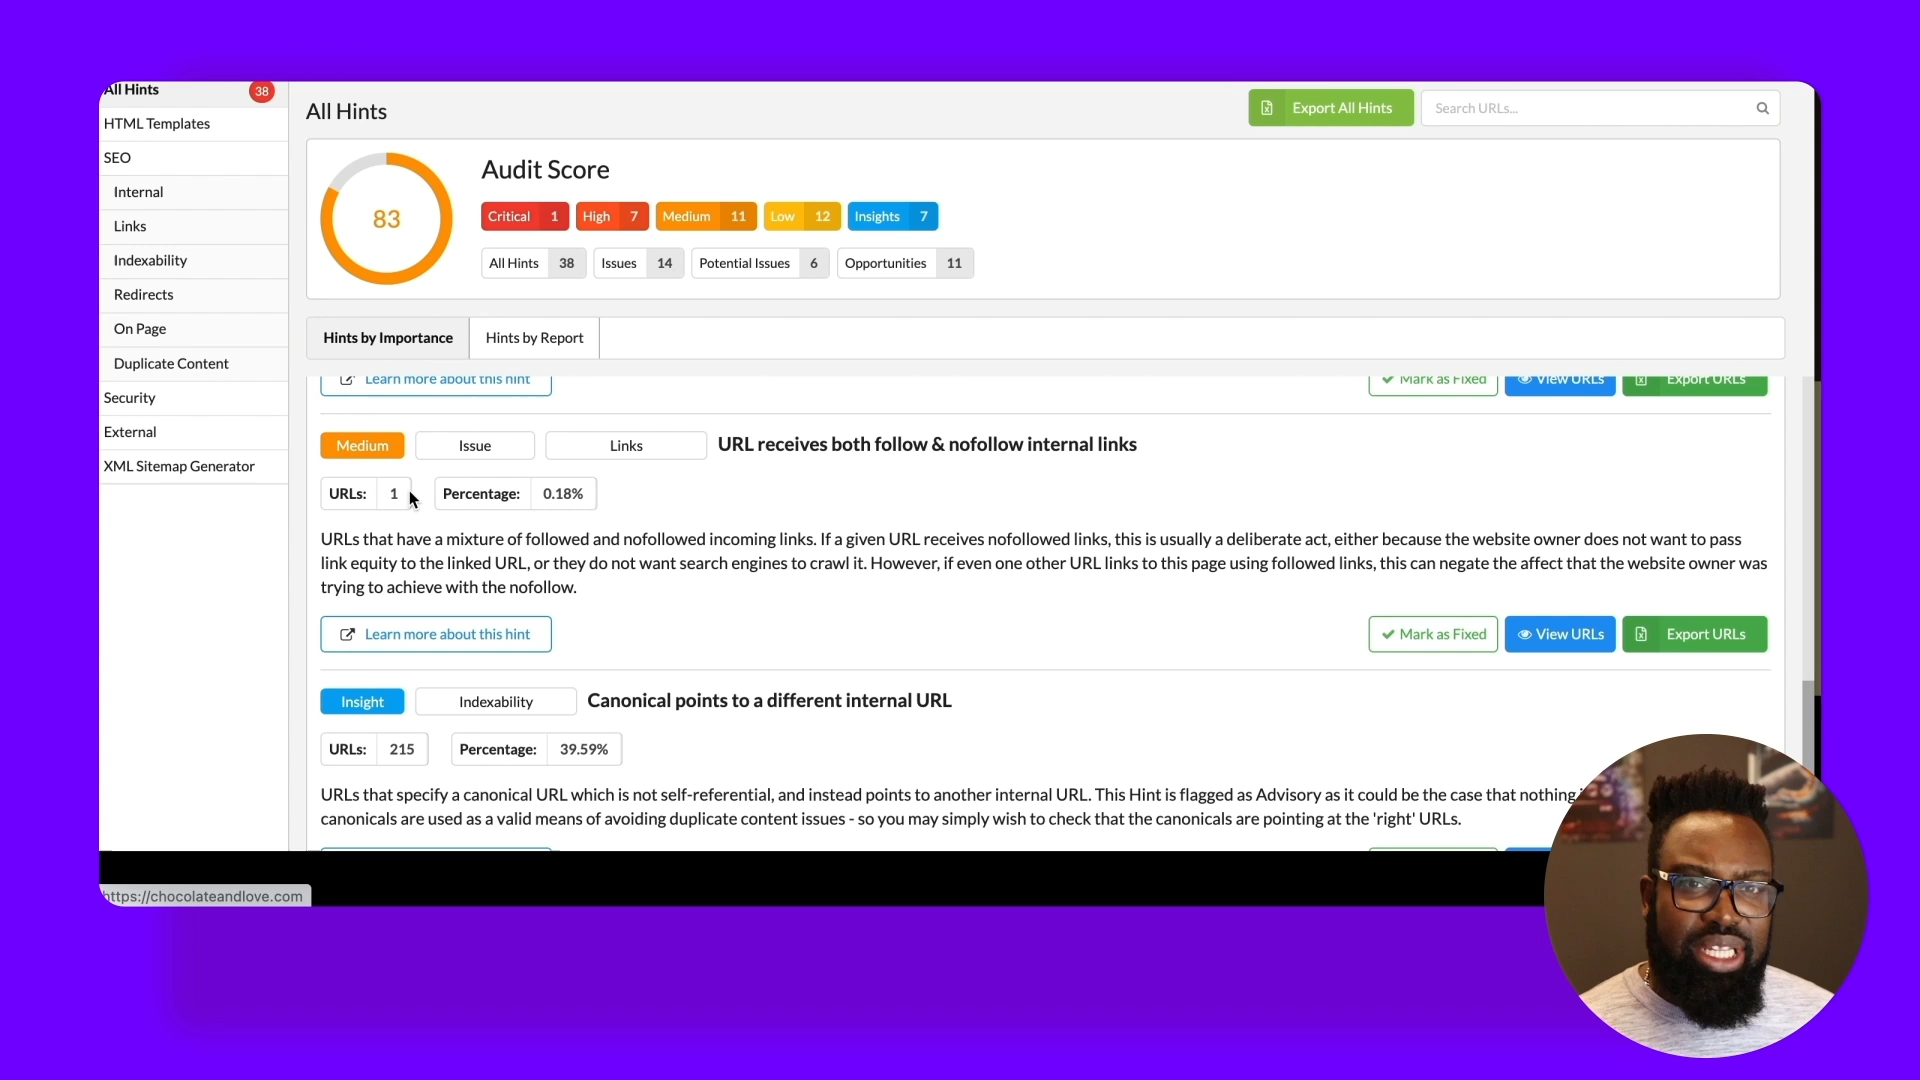 All Hints 38
HTML Templates
SEO
Internal
Links
Indexability
Redirects
On Page
Duplicate Content
Security
External
XML Sitemap Generator
All Hints
Export All Hints
Search URLs...
83
Audit Score
Critical 1 High 7 Medium 11 Low 12 Insights 7
All Hints 38 Issues 14 Potential Issues 6 Opportunities 11
Hints by Importance Hints by Report
Learn more about this hint Mark as Fixed View URLs Export URLs
Medium Issue Links URL receives both follow & nofollow internal links
URLs: 1 Percentage: 0.18%
URLs that have a mixture of followed and nofollowed incoming links. If a given URL receives nofollowed links, this is usually a deliberate act, either because the website owner does not want to pass
link equity to the linked URL, or they do not want search engines to crawl it. However, if even one other URL links to this page using followed links, this can negate the affect that the website owner was
trying to achieve with the nofollow.
Learn more about this hint Mark as Fixed View URLs Export URLs
Insight Indexability Canonical points to a different internal URL
URLs: 215 Percentage: 39.59%
URLs that specify a canonical URL which is not self-referential, and instead points to another internal URL. This Hint is flagged as Advisory as it could be the case that nothing
canonicals are used as a valid means of avoiding duplicate content issues - so you may simply wish to check that the canonicals are pointing at the 'right' URLs.
https://chocolateandlove.com